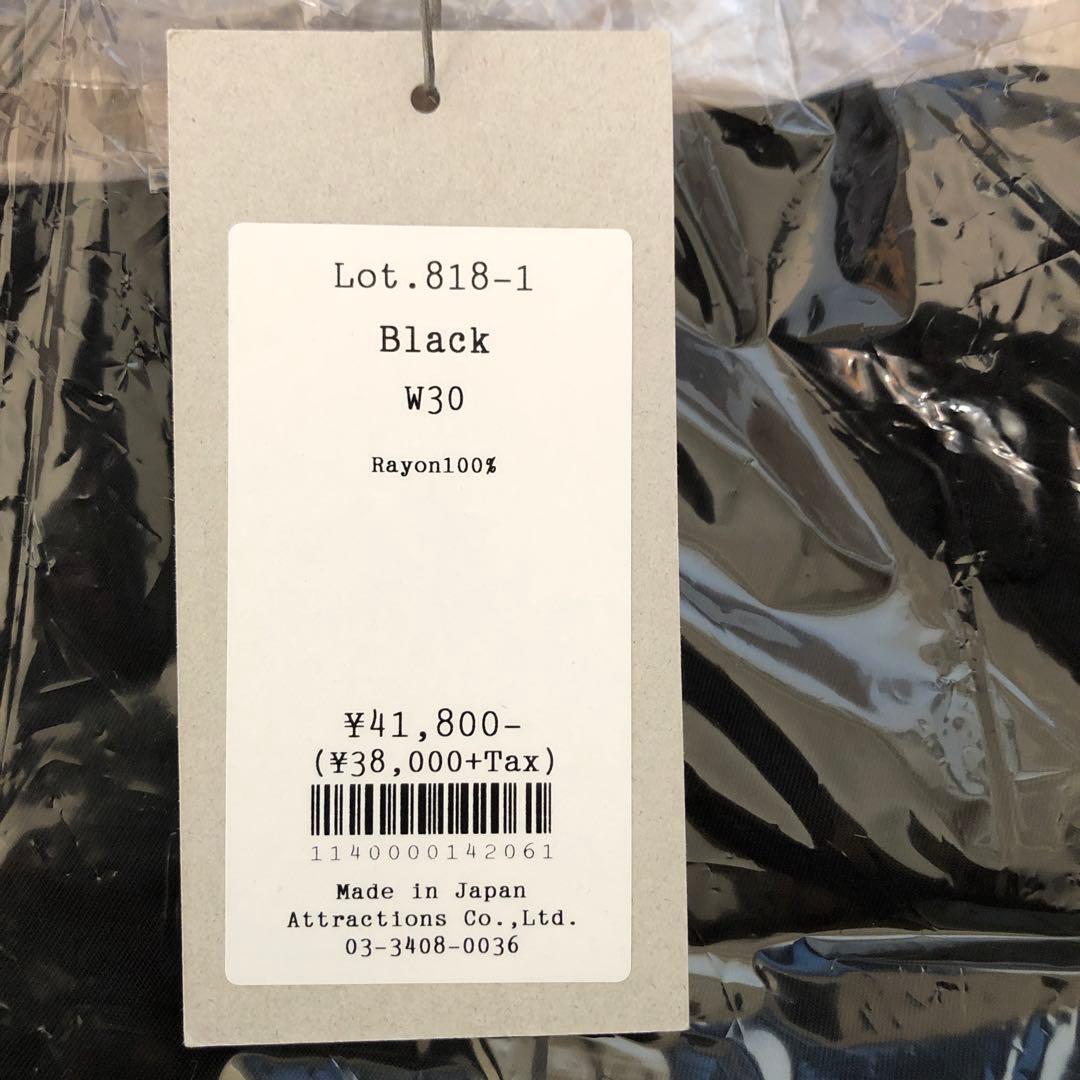 Lot.818-1
Black
W30
Rayon100%
¥41,800-
(¥38,000+Tax)
1140000142061
Made in Japan
Attractions Co.,Ltd.
03-3408-0036